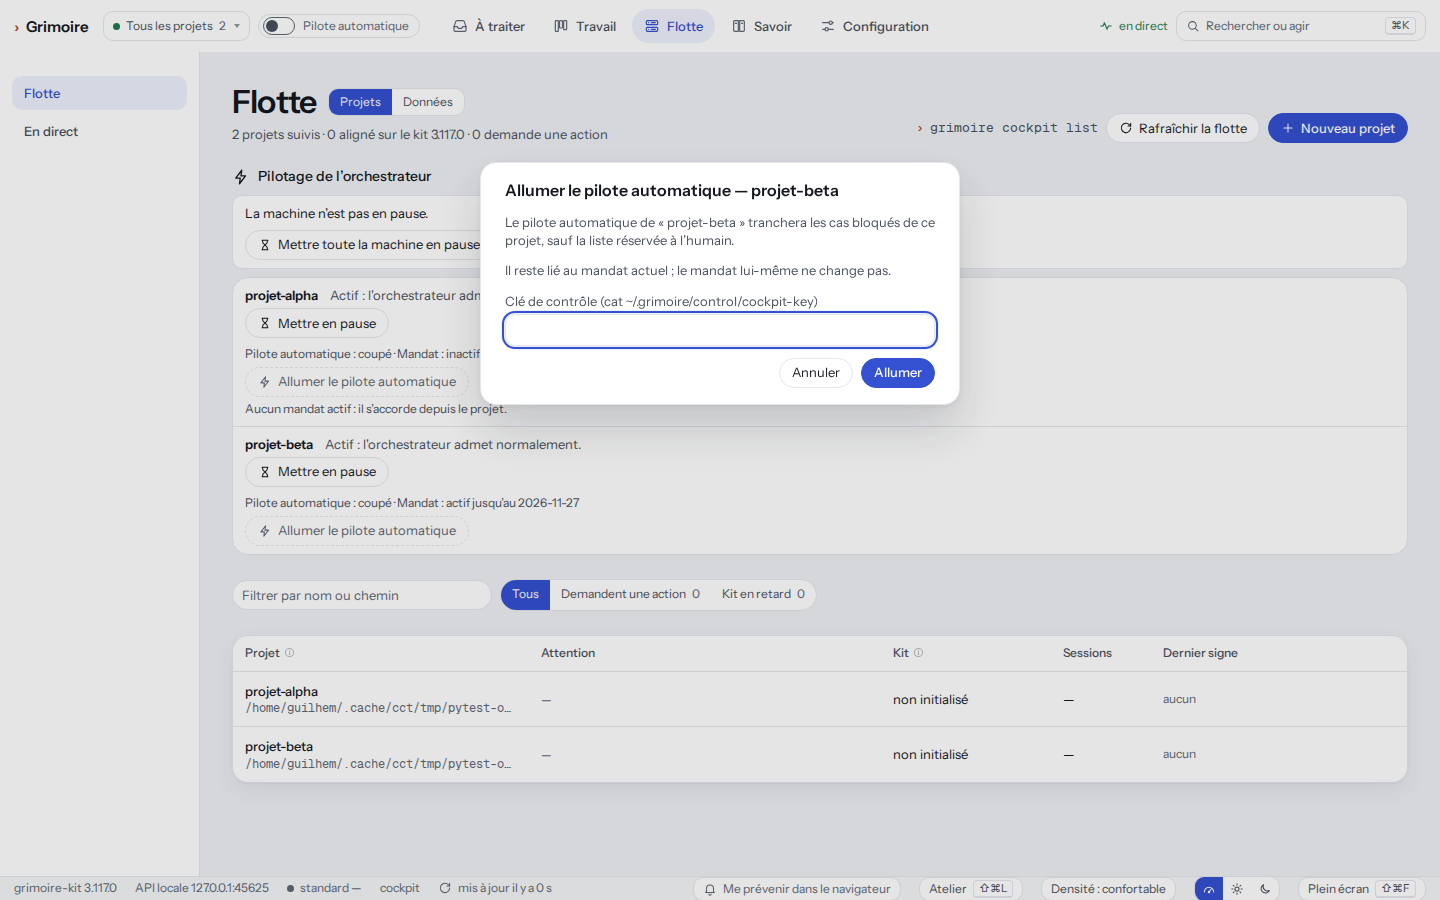 › Grimoire
Tous les projets 2
Pilote automatique
À traiter
Travail
Flotte
Savoir
Configuration
en direct
Rechercher ou agir
⌘K
Flotte
En direct
Flotte
Projets
Données
2 projets suivis · 0 aligné sur le kit 3.117.0 · 0 demande une action
› grimoire cockpit list
Rafraîchir la flotte
Nouveau projet
Pilotage de l'orchestrateur
La machine n'est pas en pause.
Mettre toute la machine en pause
Allumer le pilote automatique — projet-beta
Le pilote automatique de « projet-beta » tranchera les cas bloqués de ce
projet, sauf la liste réservée à l'humain.
Il reste lié au mandat actuel ; le mandat lui-même ne change pas.
Clé de contrôle (cat ~/.grimoire/control/cockpit-key)
Annuler
Allumer
projet-alpha Actif : l'orchestrateur
Mettre en pause
Pilote automatique : coupé · Mandat : inactif
Allumer le pilote automatique
Aucun mandat actif : il s'accorde depuis le projet.
projet-beta Actif : l'orchestrateur admet normalement.
Mettre en pause
Pilote automatique : coupé · Mandat : actif jusqu'au 2026-11-27
Allumer le pilote automatique
Filtrer par nom ou chemin
Tous
Demandent une action 0
Kit en retard 0
Projet
Attention
Kit
Sessions
Dernier signe
projet-alpha
/home/guilhem/.cache/cct/tmp/pytest-o…
—
non initialisé
—
aucun
projet-beta
/home/guilhem/.cache/cct/tmp/pytest-o…
—
non initialisé
—
aucun
grimoire-kit 3.117.0
API locale 127.0.0.1:45625
standard —
cockpit
mis à jour il y a 0 s
Me prévenir dans le navigateur
Atelier ⇧⌘L
Densité : confortable
Plein écran ⇧⌘F